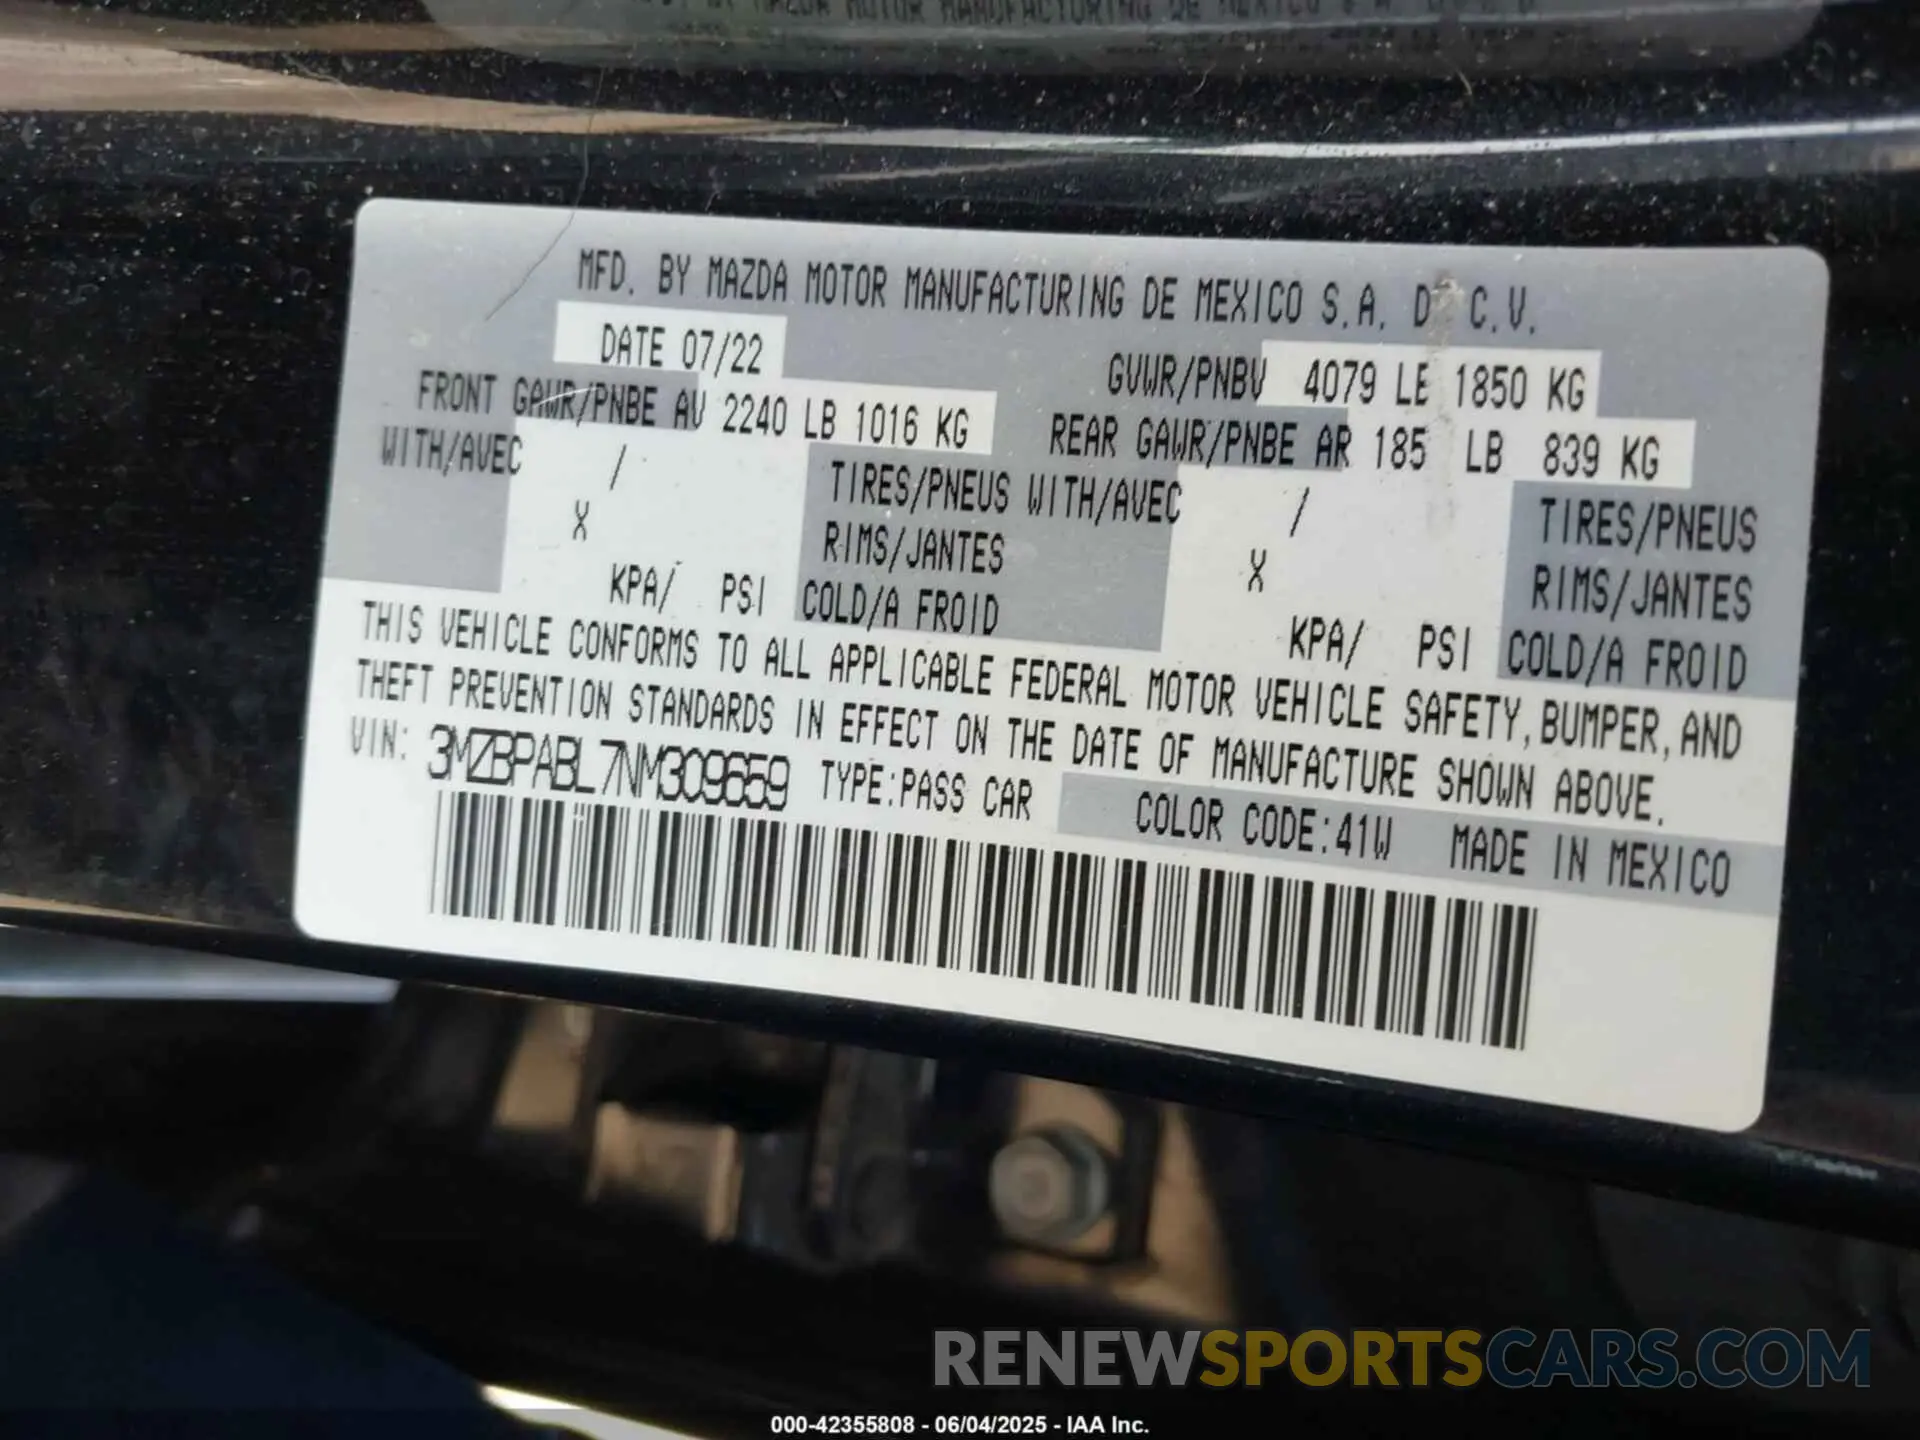 MAZDA MOTOR MANUFACTURING DE MEXICO
MFD. BY MAZDA MOTOR MANUFACTURING DE MEXICO S.A. D C.V.
DATE 07/22
GVWR/PNBV 4079 LB 1850 KG
FRONT GAWR/PNBE AV 2240 LB 1016 KG
REAR GAWR/PNBE AR 185 LB 839 KG
WITH/AVEC / TIRES/PNEUS WITH/AVEC / TIRES/PNEUS
X RIMS/JANTES X RIMS/JANTES
KPA/ PSI COLD/A FROID KPA/ PSI COLD/A FROID
THIS VEHICLE CONFORMS TO ALL APPLICABLE FEDERAL MOTOR VEHICLE SAFETY, BUMPER, AND
THEFT PREVENTION STANDARDS IN EFFECT ON THE DATE OF MANUFACTURE SHOWN ABOVE.
VIN: 3MZBPABL7NM309659 TYPE:PASS CAR
COLOR CODE:41W MADE IN MEXICO
RENEWSPORTSCARS.COM
000-42355808 - 06/04/2025 - IAA Inc.